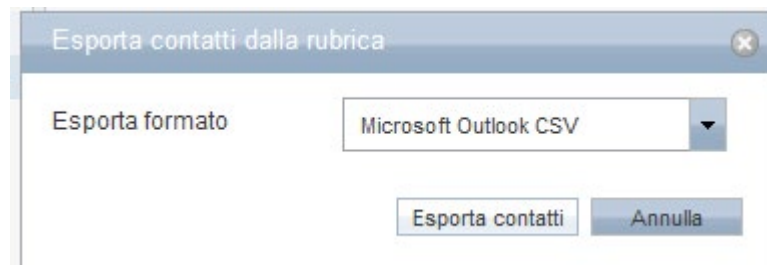 Esporta contatti dalla rubrica
Esporta formato
Microsoft Outlook CSV
Esporta contatti
Annulla